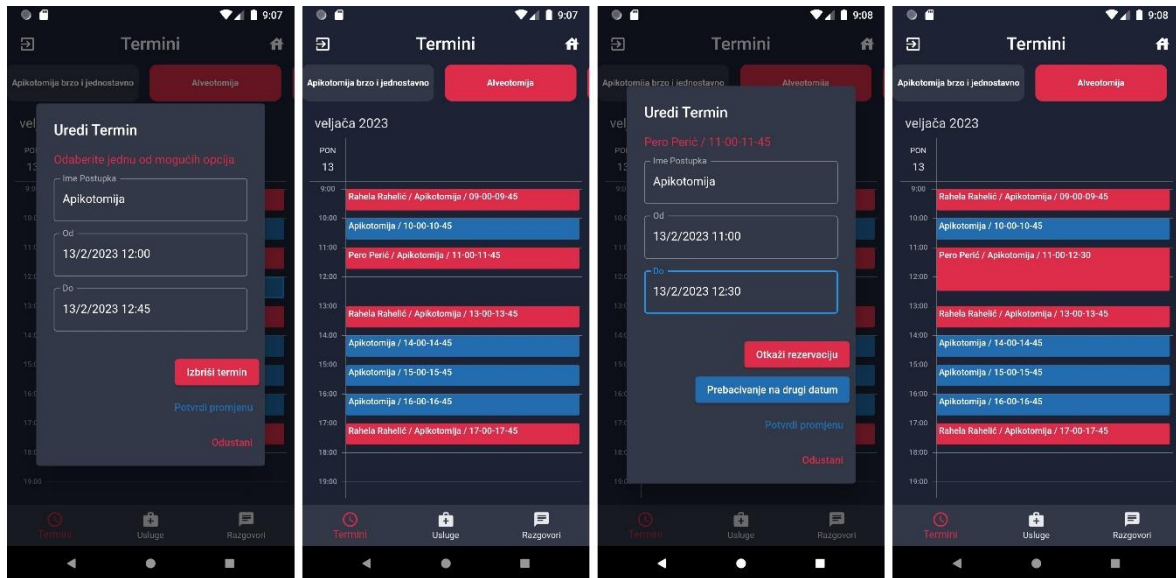 9:07
Termini
Apikotomija brzo i jednostavno
Alveotomija
velj
PON
13
Uredi Termin
Odaberite jednu od mogućih opcija
Ime Postupka
Apikotomija
Od
13/2/2023 12:00
Do
13/2/2023 12:45
Izbriši termin
Potvrdi promjenu
Odustani
19:00
Termini
Usluge
Razgovori
9:07
Termini
Apikotomija brzo i jednostavno
Alveotomija
veljača 2023
PON
13
9:00
Rahela Rahelić / Apikotomija / 09-00-09-45
10:00
Apikotomija / 10-00-10-45
11:00
Pero Perić / Apikotomija / 11-00-11-45
12:00
13:00
Rahela Rahelić / Apikotomija / 13-00-13-45
14:00
Apikotomija / 14-00-14-45
15:00
Apikotomija / 15-00-15-45
16:00
Apikotomija / 16-00-16-45
17:00
Rahela Rahelić / Apikotomija / 17-00-17-45
18:00
19:00
Termini
Usluge
Razgovori
9:08
Termini
Apikotomija brzo i jednostavno
Alveotomija
velj
Uredi Termin
Pero Perić / 11-00-11-45
Ime Postupka
Apikotomija
Od
13/2/2023 11:00
Do
13/2/2023 12:30
Otkaži rezervaciju
Prebacivanje na drugi datum
Potvrdi promjenu
Odustani
Termini
Usluge
Razgovori
9:08
Termini
Apikotomija brzo i jednostavno
Alveotomija
veljača 2023
PON
13
9:00
Rahela Rahelić / Apikotomija / 09-00-09-45
10:00
Apikotomija / 10-00-10-45
11:00
Pero Perić / Apikotomija / 11-00-12-30
12:00
13:00
Rahela Rahelić / Apikotomija / 13-00-13-45
14:00
Apikotomija / 14-00-14-45
15:00
Apikotomija / 15-00-15-45
16:00
Apikotomija / 16-00-16-45
17:00
Rahela Rahelić / Apikotomija / 17-00-17-45
18:00
19:00
Termini
Usluge
Razgovori